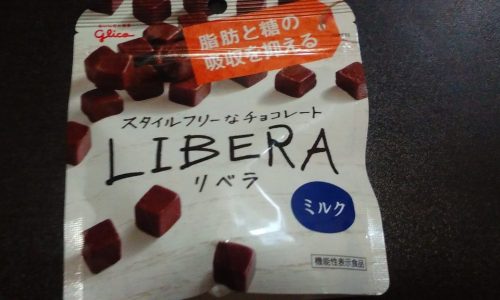 Glico
脂肪と糖の
吸収を抑える
スタイルフリーなチョコレート
LIBERA
リベラ
ミルク
機能性表示食品